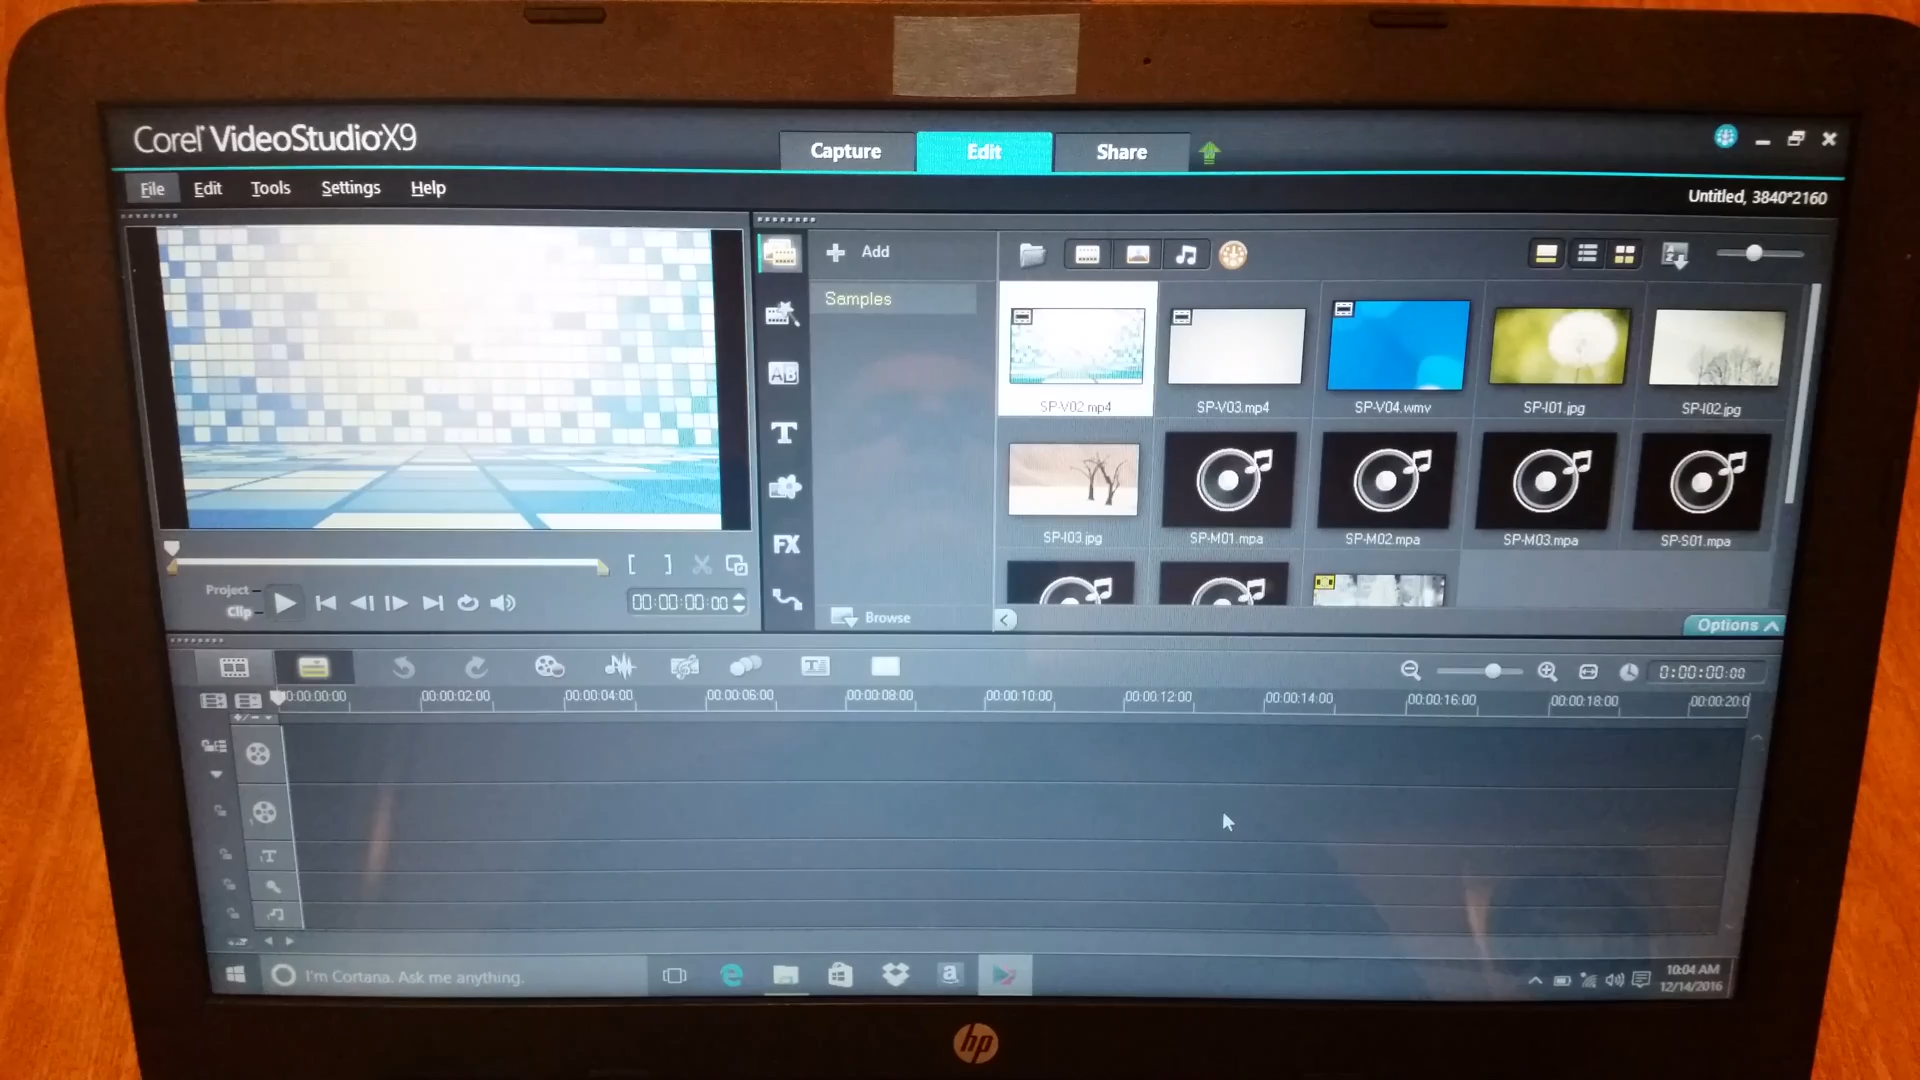 Corel VideoStudio X9
Capture Edit Share
File Edit Tools Settings Help
Untitled, 3840*2160
Add
Samples
SP-V02.mp4 SP-V03.mp4 SP-V04.wmv SP-I01.jpg SP-I02.jpg
SP-I03.jpg SP-M01.mpa SP-M02.mpa SP-M03.mpa SP-S01.mpa
AB
T
FX
Project
Clip
00:00:00:00
Browse
Options
0:00:00:00
00:00:02:00 00:00:04:00 00:00:06:00 00:00:08:00 00:00:10:00 00:00:12:00 00:00:14:00 00:00:16:00 00:00:18:00
I'm Cortana. Ask me anything.
10:04 AM
12/14/2016
hp